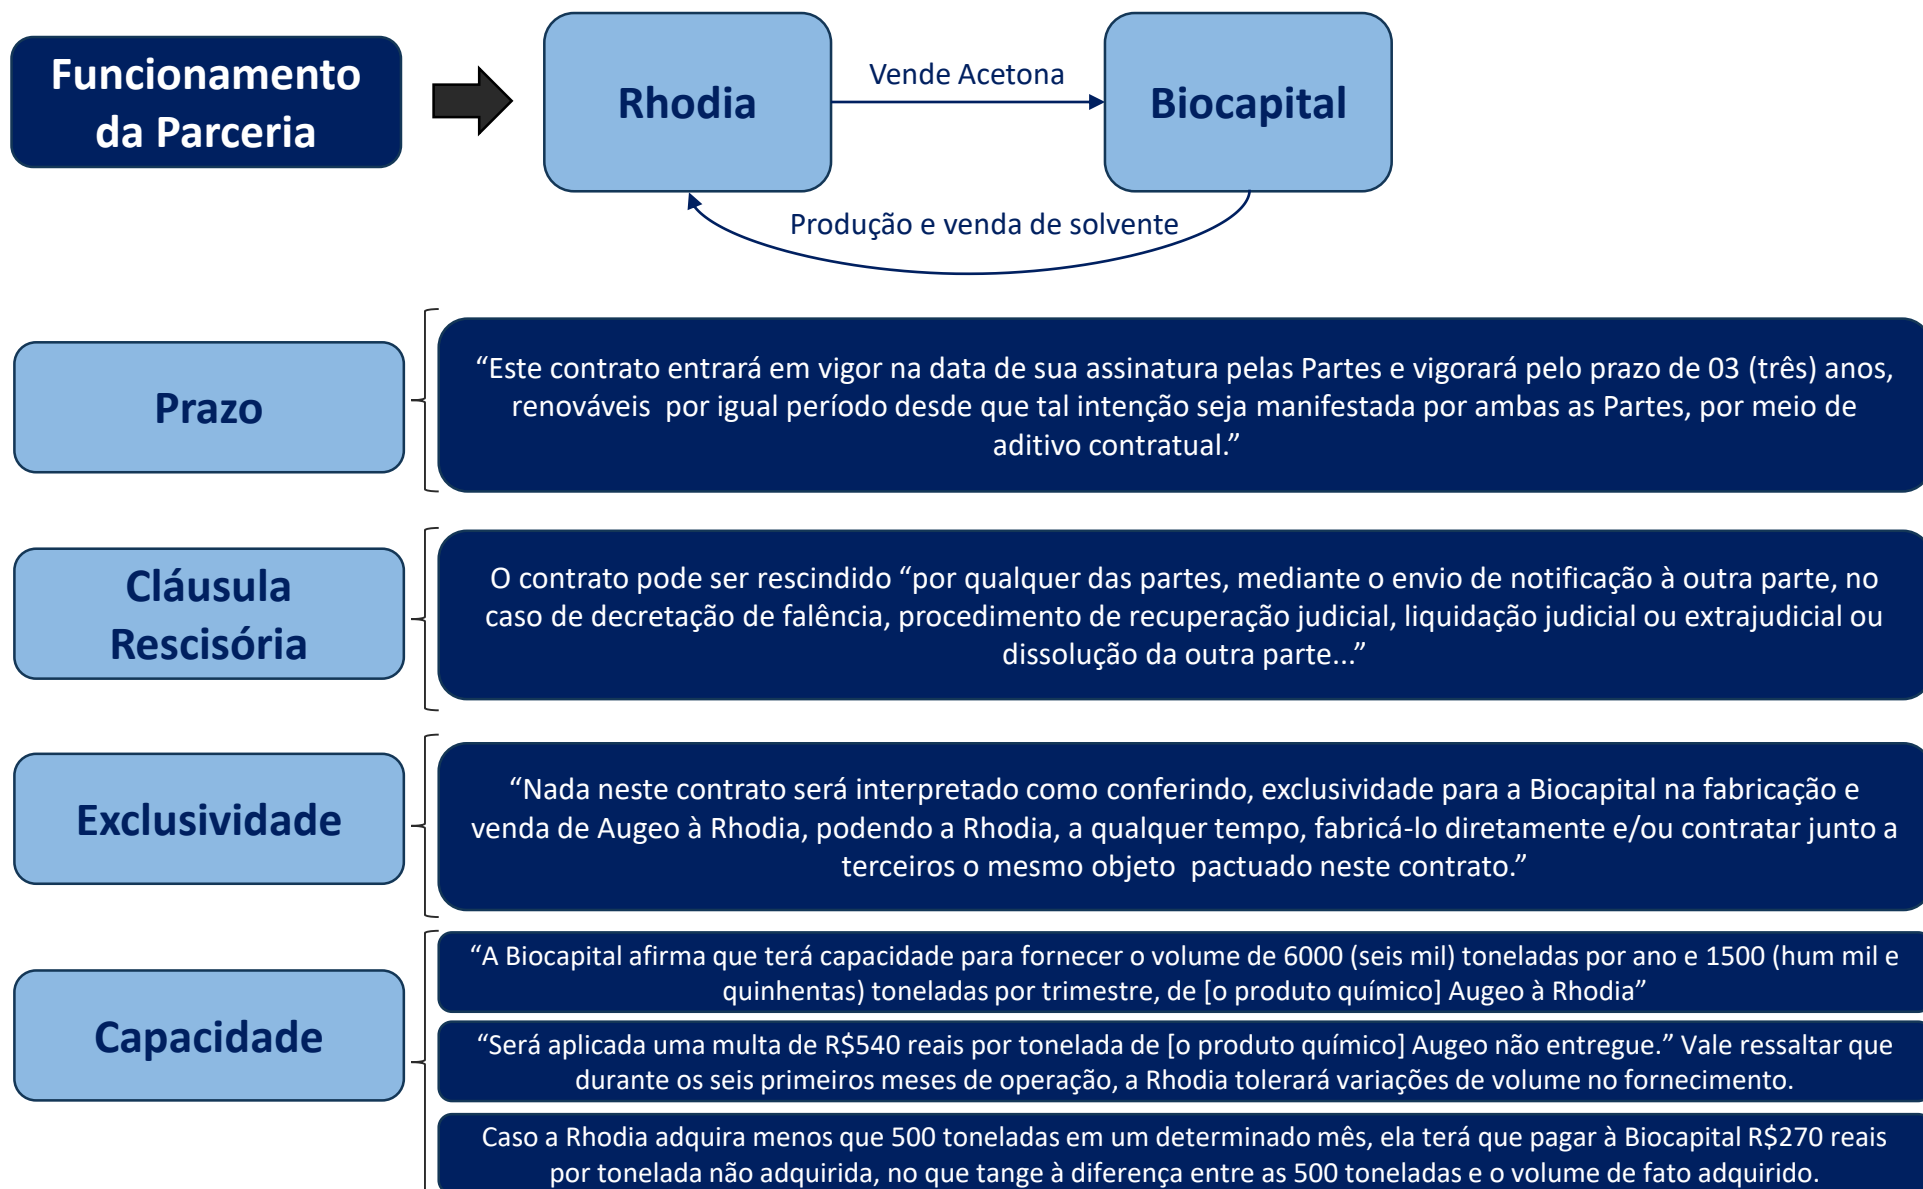 Funcionamento
da Parceria
Rhodia
Vende Acetona
Biocapital
Produção e venda de solvente
Prazo
“Este contrato entrará em vigor na data de sua assinatura pelas Partes e vigorará pelo prazo de 03 (três) anos,
renováveis  por igual período desde que tal intenção seja manifestada por ambas as Partes, por meio de
aditivo contratual.”
Cláusula
Rescisória
O contrato pode ser rescindido “por qualquer das partes, mediante o envio de notificação à outra parte, no
caso de decretação de falência, procedimento de recuperação judicial, liquidação judicial ou extrajudicial ou
dissolução da outra parte...”
Exclusividade
“Nada neste contrato será interpretado como conferindo, exclusividade para a Biocapital na fabricação e
venda de Augeo à Rhodia, podendo a Rhodia, a qualquer tempo, fabricá-lo diretamente e/ou contratar junto a
terceiros o mesmo objeto  pactuado neste contrato.”
Capacidade
“A Biocapital afirma que terá capacidade para fornecer o volume de 6000 (seis mil) toneladas por ano e 1500 (hum mil e
quinhentas) toneladas por trimestre, de [o produto químico] Augeo à Rhodia”
“Será aplicada uma multa de R$540 reais por tonelada de [o produto químico] Augeo não entregue.” Vale ressaltar que
durante os seis primeiros meses de operação, a Rhodia tolerará variações de volume no fornecimento.
Caso a Rhodia adquira menos que 500 toneladas em um determinado mês, ela terá que pagar à Biocapital R$270 reais
por tonelada não adquirida, no que tange à diferença entre as 500 toneladas e o volume de fato adquirido.